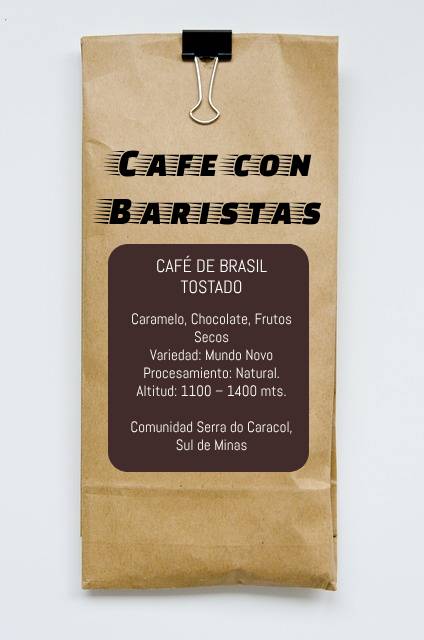 CAFE CON
BARISTAS
CAFÉ DE BRASIL
TOSTADO
Caramelo, Chocolate, Frutos
Secos
Variedad: Mundo Novo
Procesamiento: Natural.
Altitud: 1100 – 1400 mts.
Comunidad Serra do Caracol,
Sul de Minas